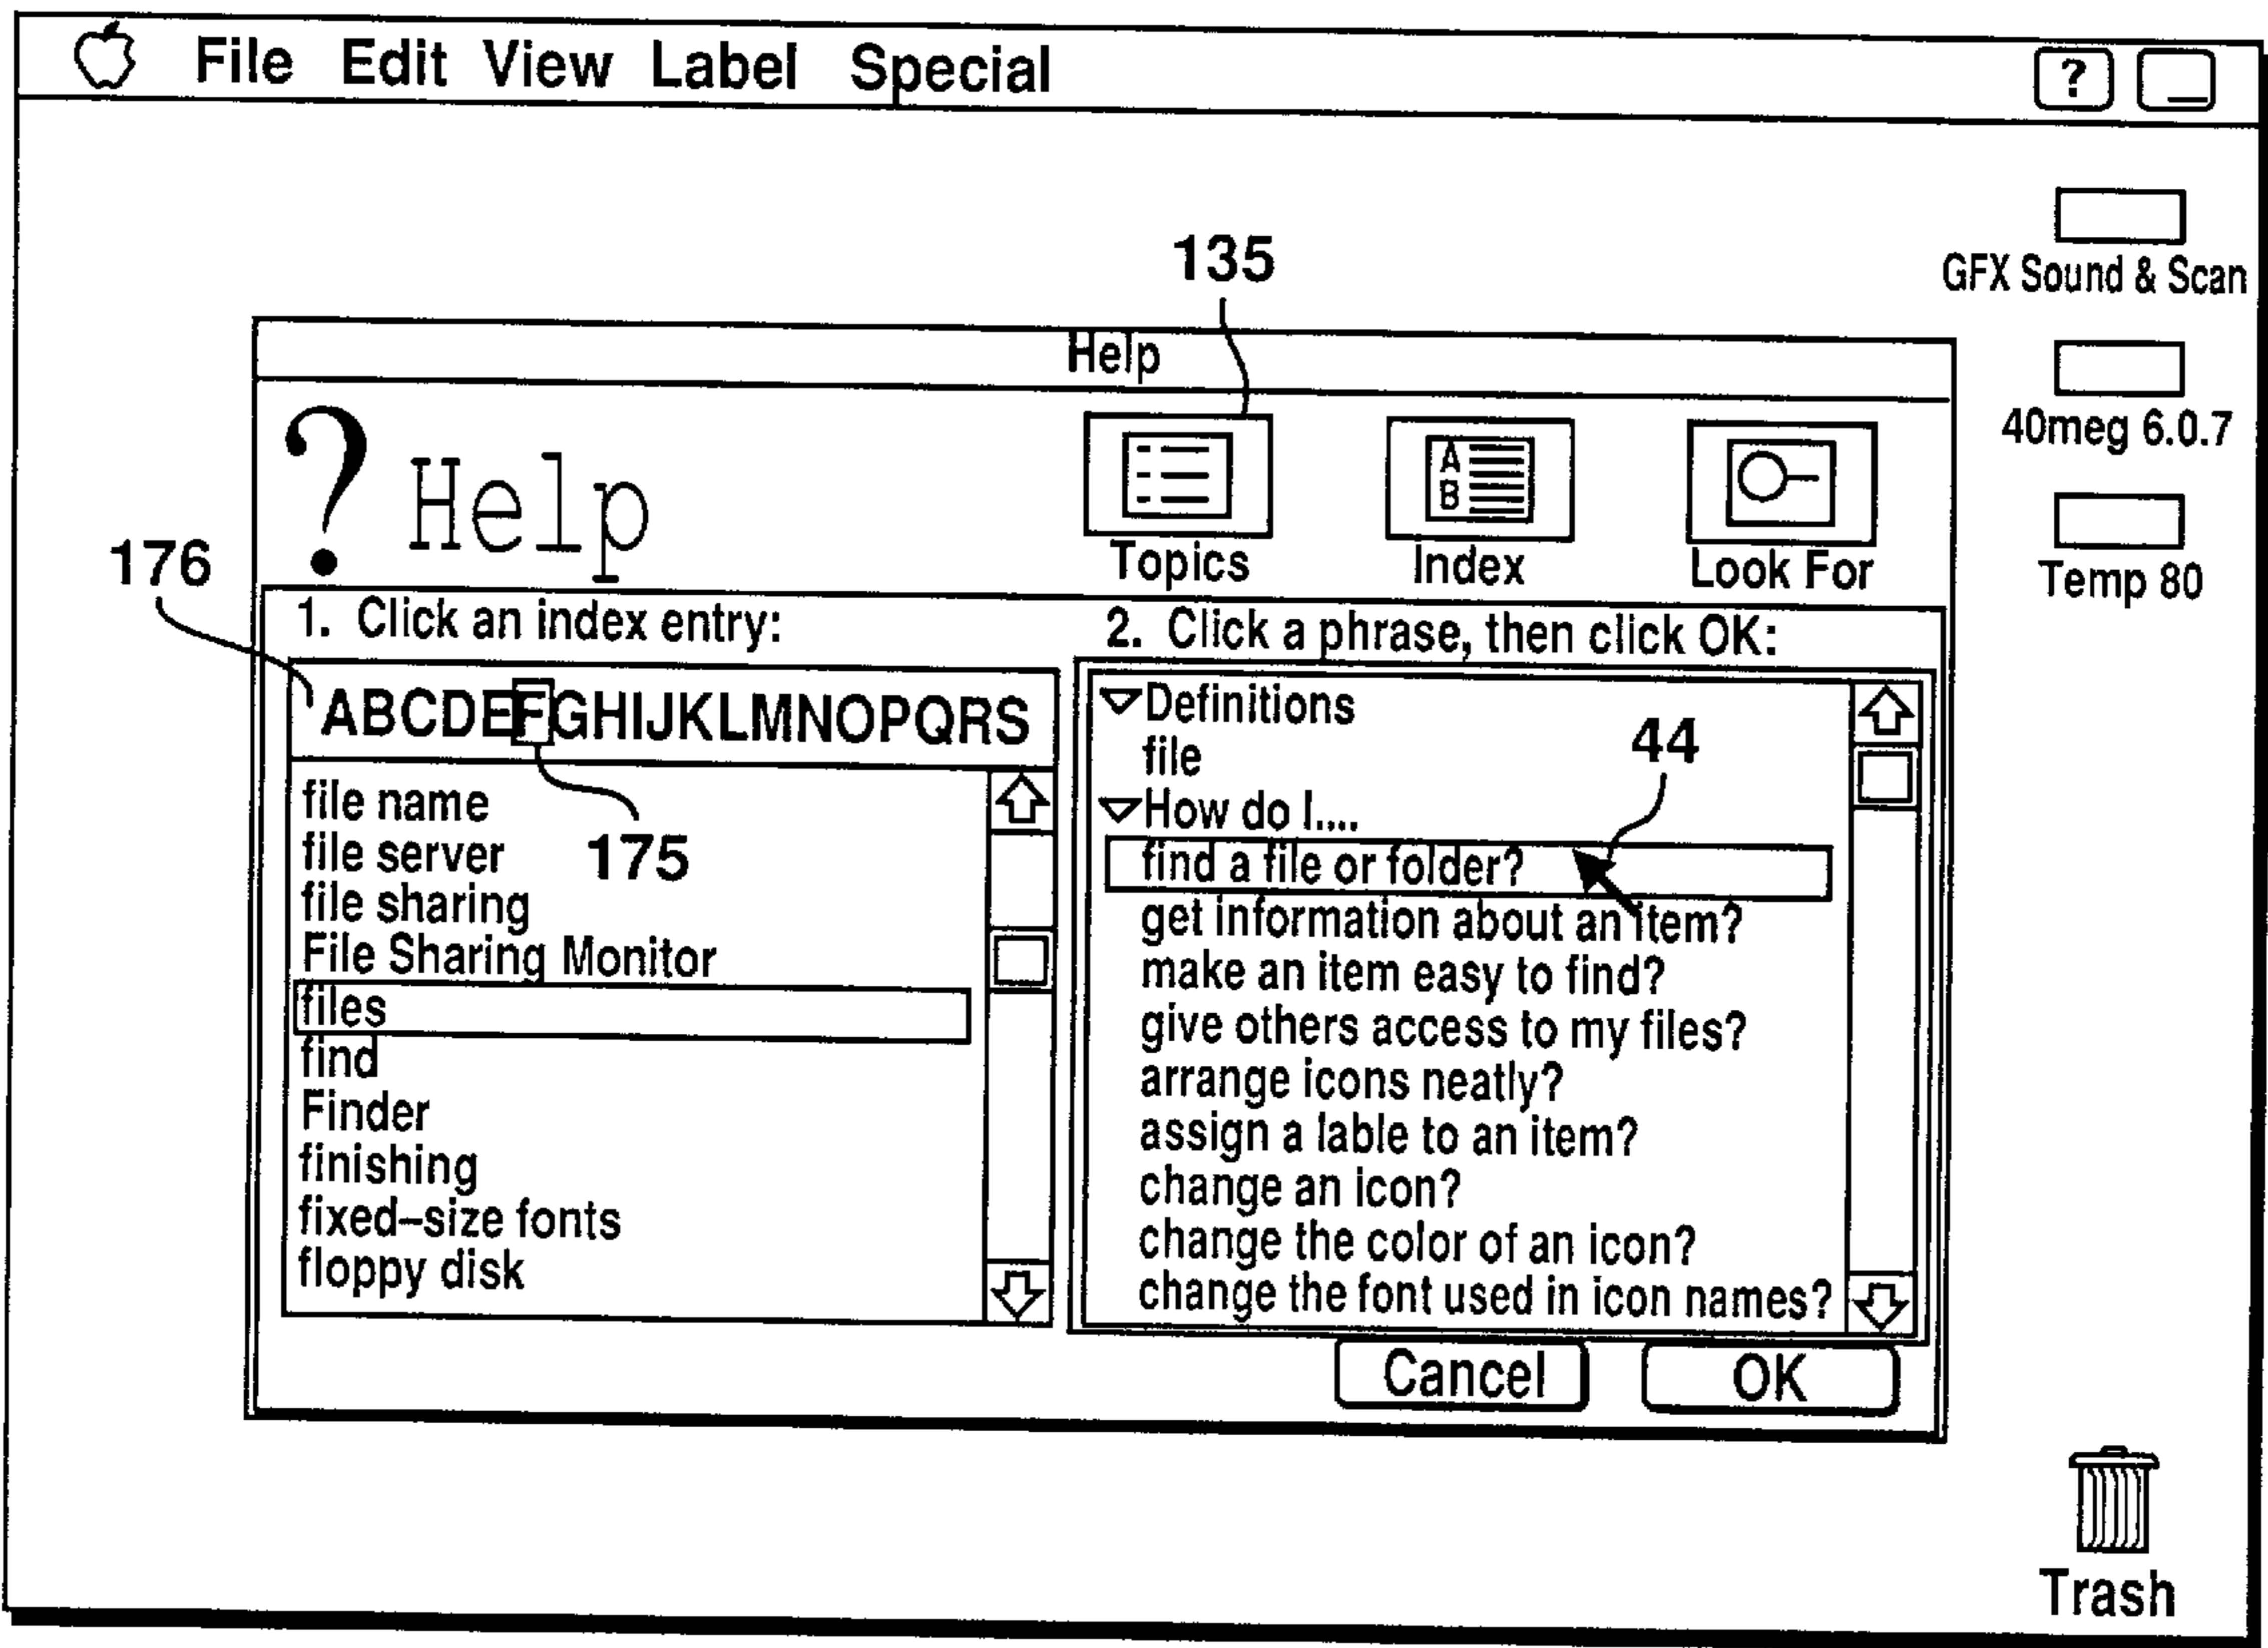 File Edit View Label Special ?
GFX Sound & Scan
40meg 6.0.7
Temp 80
135
Help
? Help
A
B
Topics Index Look For
176
1. Click an index entry:
ABCDEFGHIJKLMNOPQRS
175
file name
file server
file sharing
File Sharing Monitor
files
find
Finder
finishing
fixed-size fonts
floppy disk
2. Click a phrase, then click OK:
44
Definitions
file
How do I....
find a file or folder?
get information about an item?
make an item easy to find?
give others access to my files?
arrange icons neatly?
assign a lable to an item?
change an icon?
change the color of an icon?
change the font used in icon names?
Cancel OK
Trash